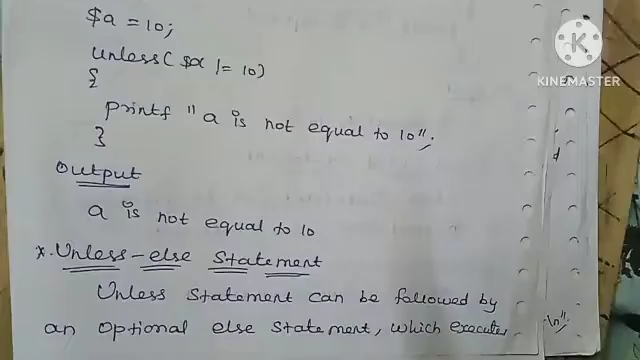 $a = 10;
unless($a != 10)
{
printf "a is not equal to 10";
}
Output
a is not equal to 10
*. Unless-else Statement
Unless Statement can be followed by
an optional else statement, which executes
\n";
KINEMASTER